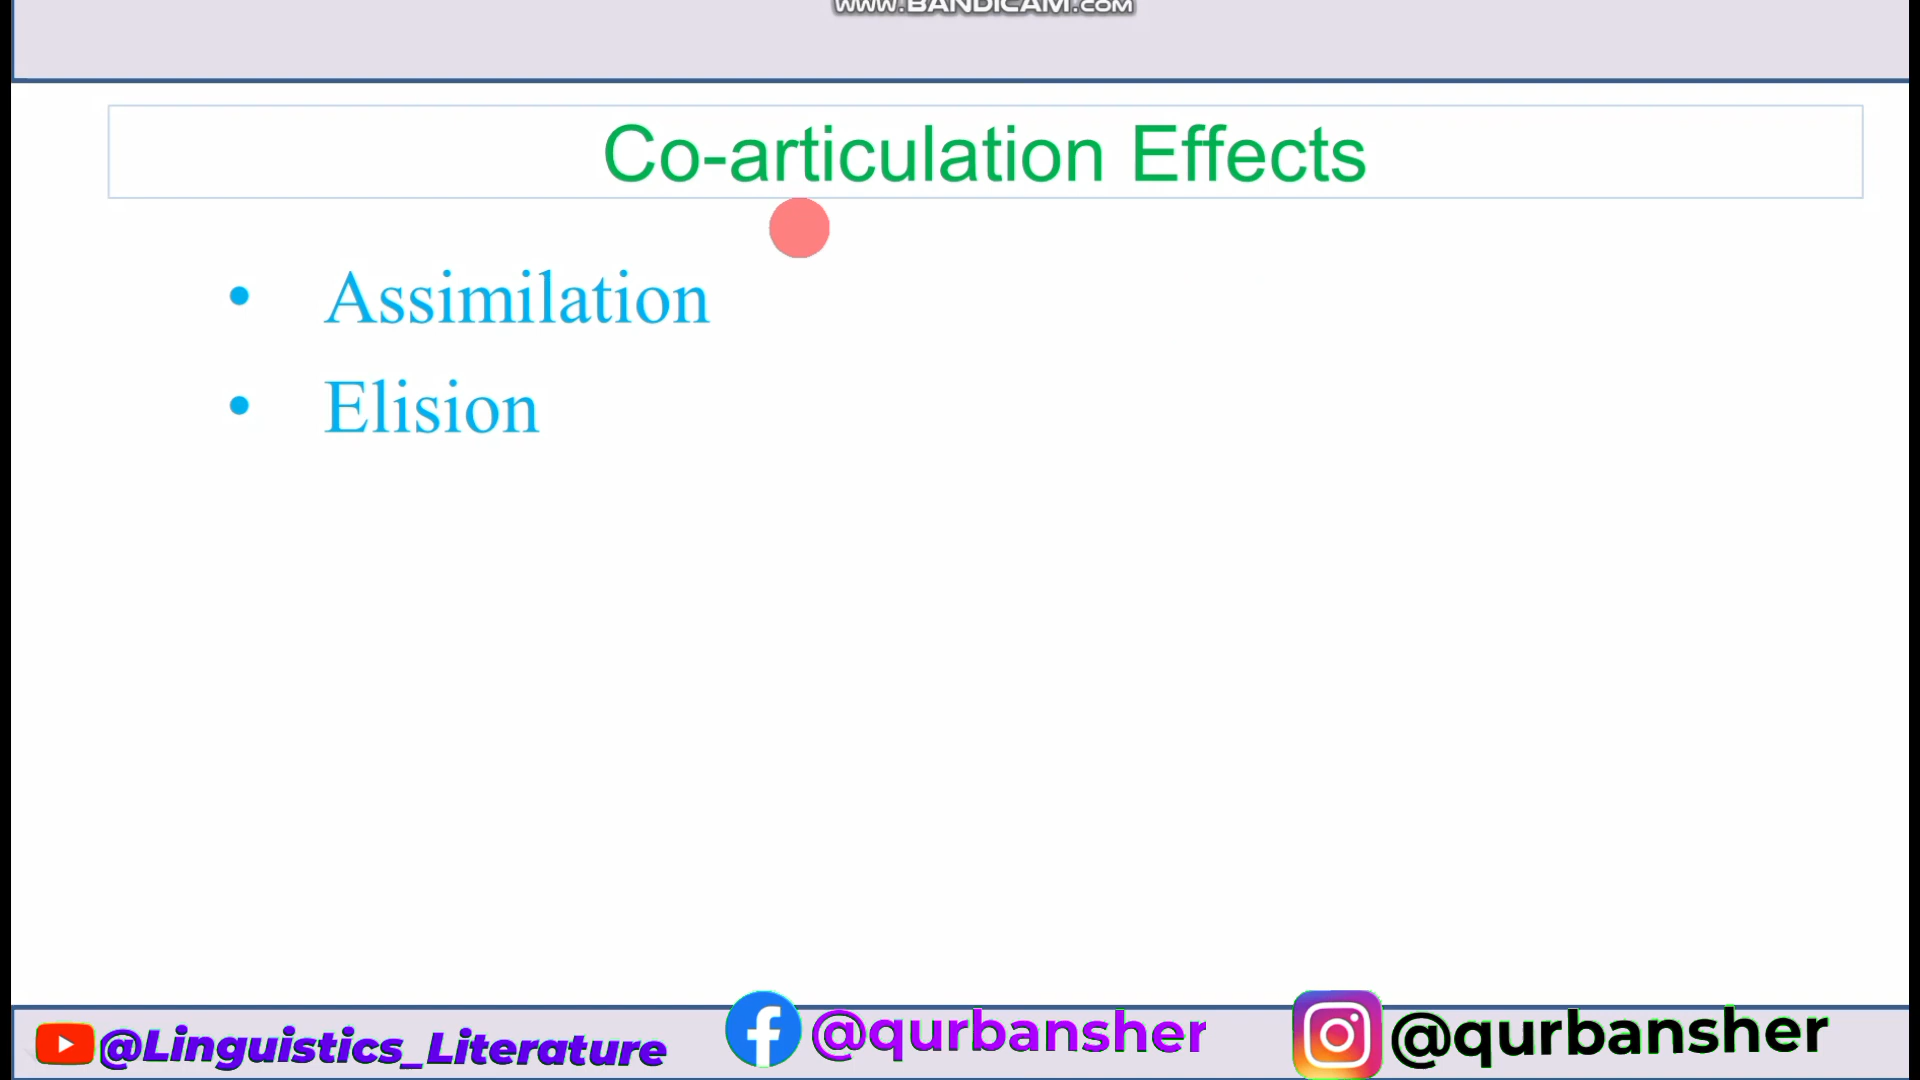 WWW.BANDICAM.COM
Co-articulation Effects
• Assimilation
• Elision
@Linguistics_Literature
@qurbansher
@qurbansher